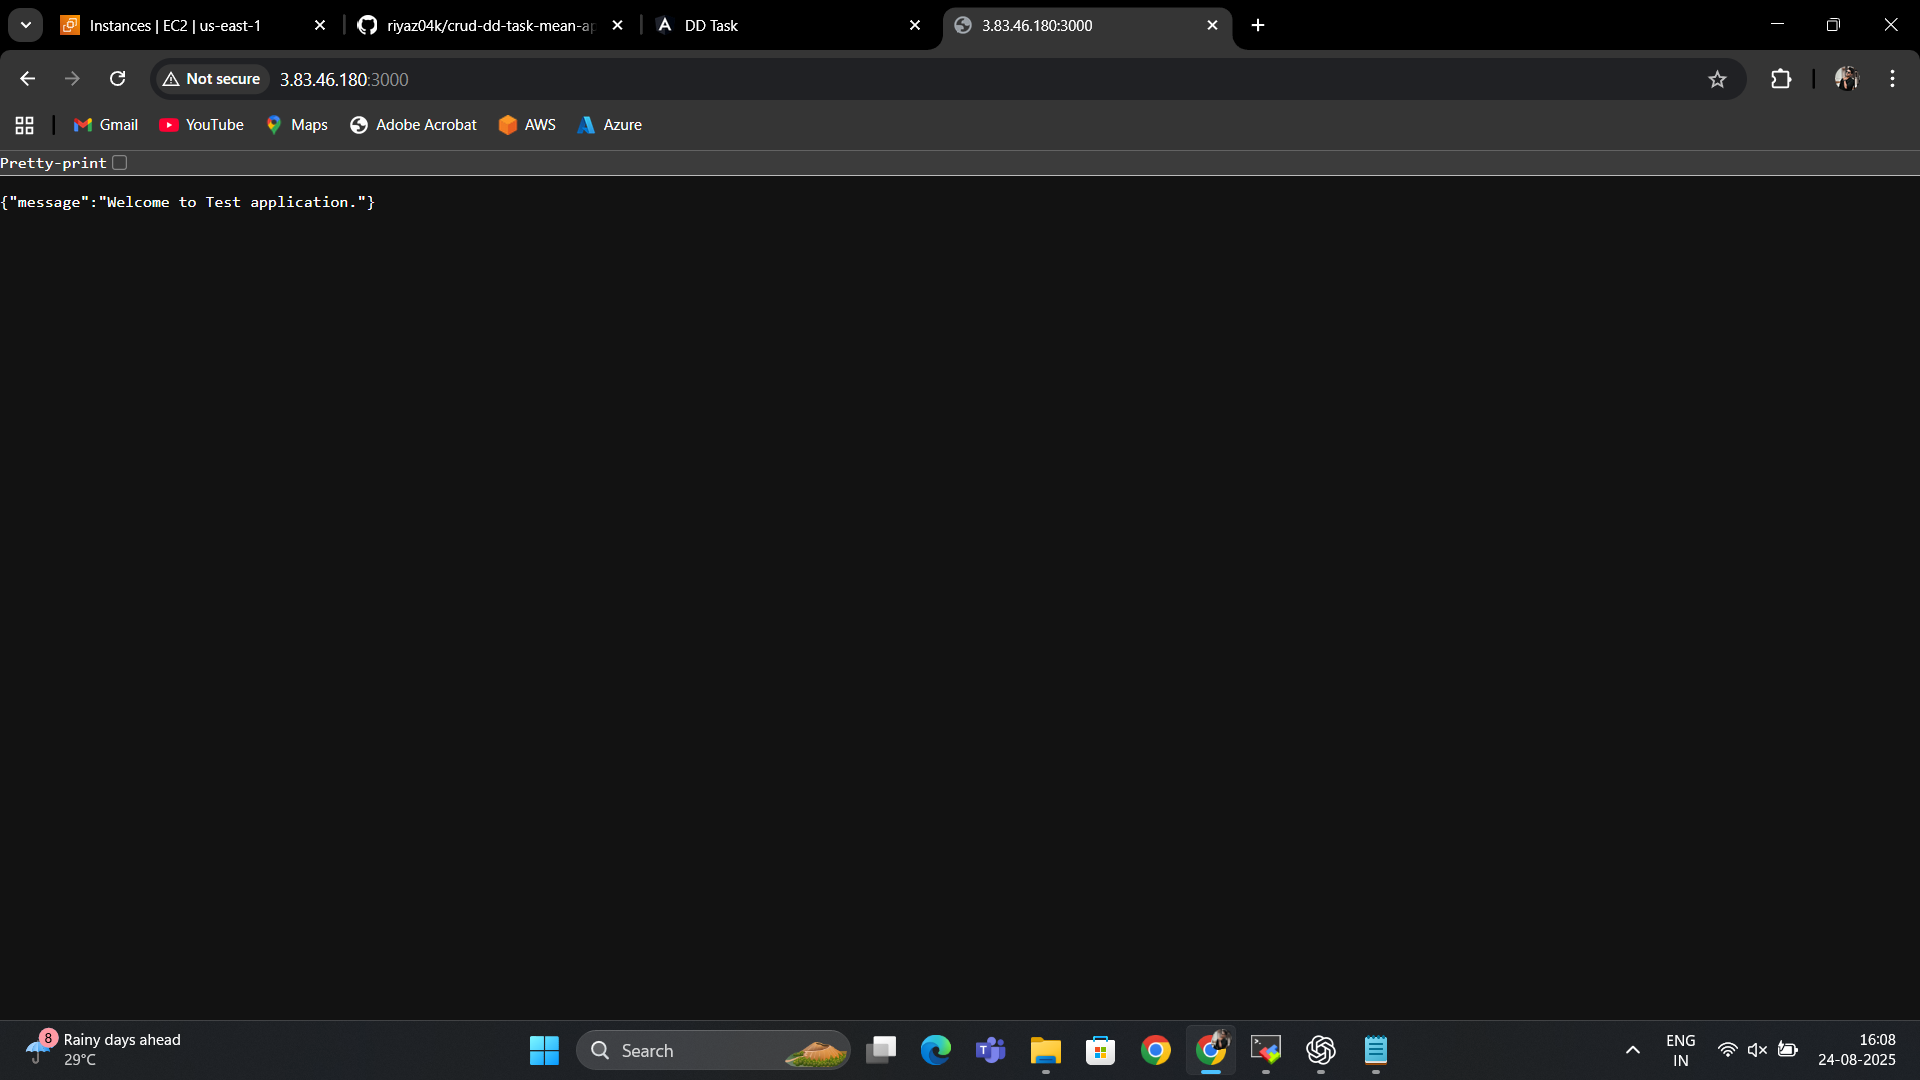 Instances | EC2 | us-east-1
riyaz04k/crud-dd-task-mean-ap
DD Task
3.83.46.180:3000
Not secure
3.83.46.180:3000
Gmail
YouTube
Maps
Adobe Acrobat
AWS
Azure
Pretty-print
{"message":"Welcome to Test application."}
8
Rainy days ahead
29°C
Search
ENG
IN
16:08
24-08-2025